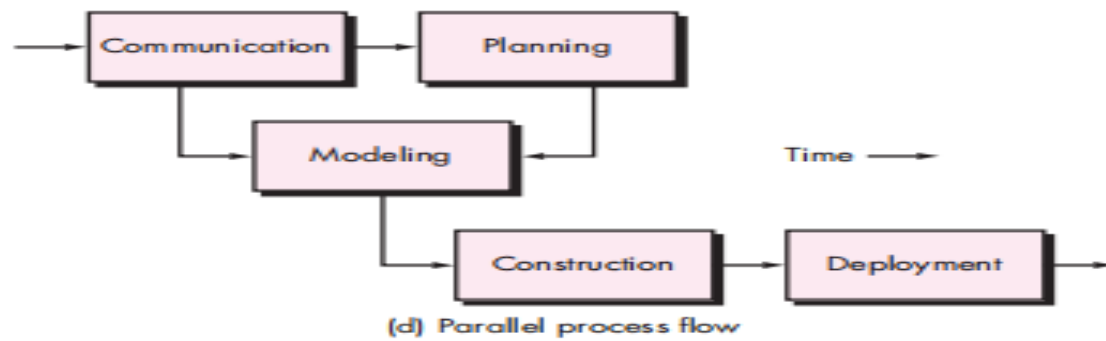 Communication
Planning
Modeling
Time
Construction
Deployment
(d) Parallel process flow